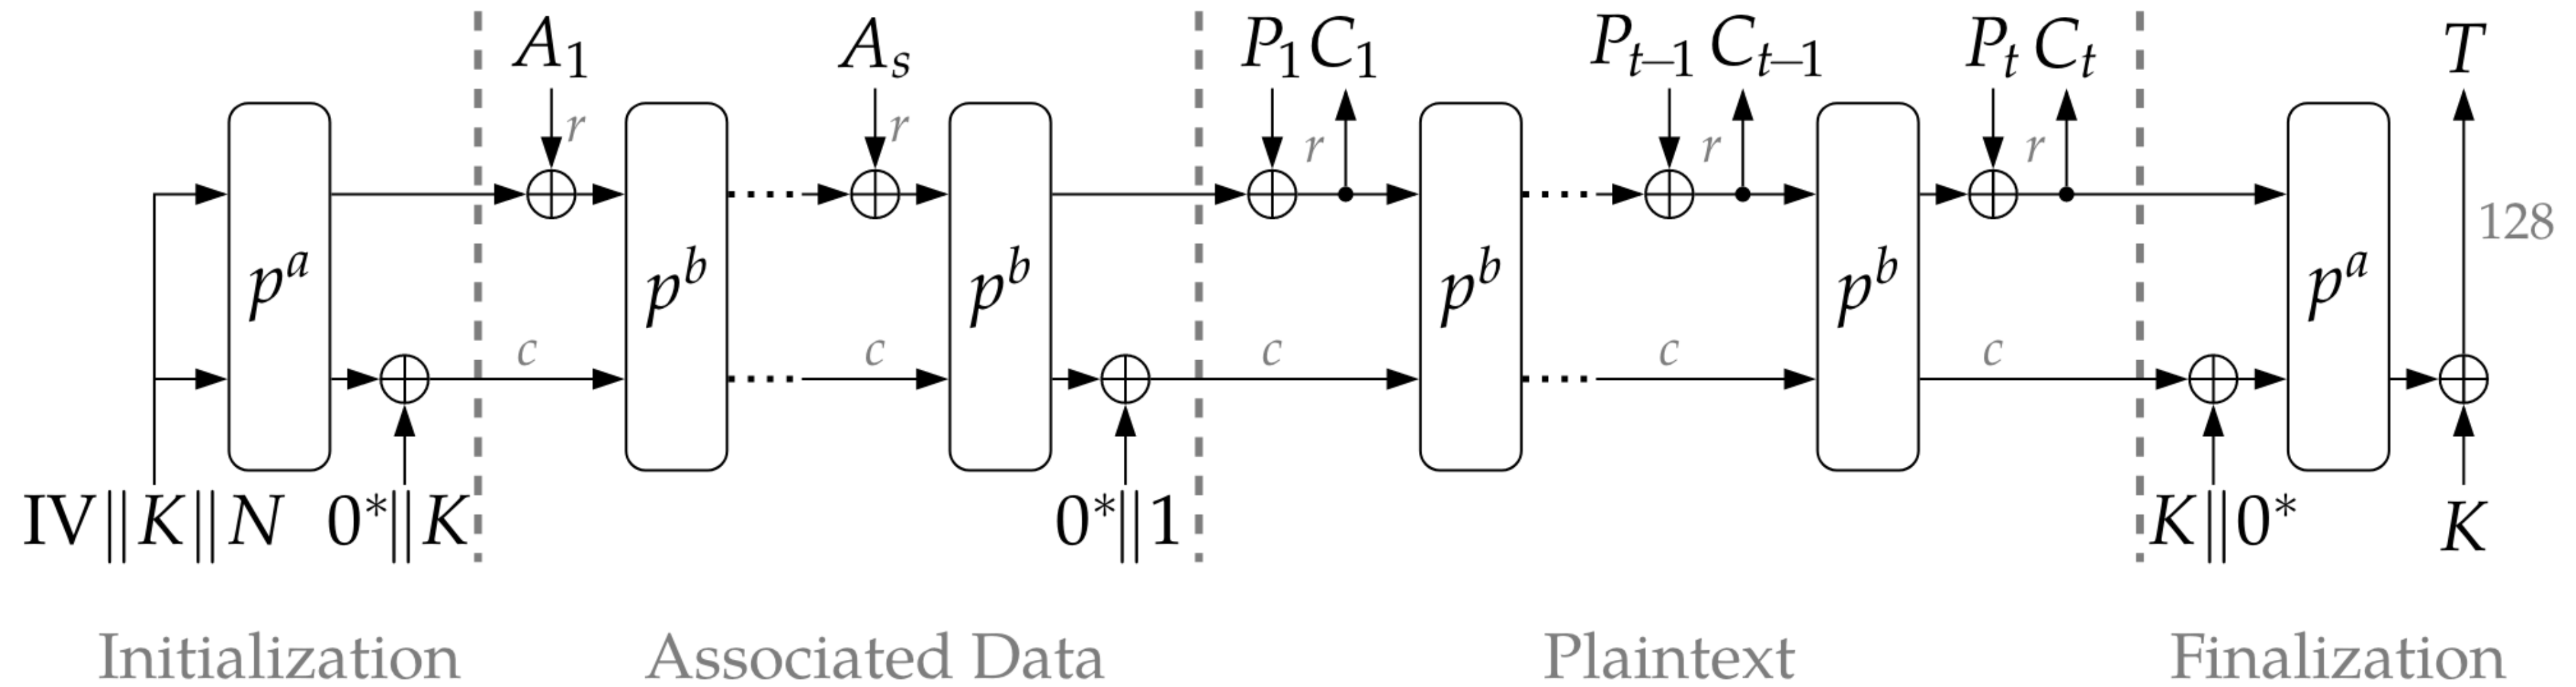 A₁ Aₛ P₁ C₁ Pₜ₋₁ Cₜ₋₁ Pₜ Cₜ T
r r r r r
128
pᵃ pᵇ pᵇ pᵇ pᵇ pᵃ
c c c c c
IV‖K‖N 0*‖K 0*‖1 K‖0* K
Initialization Associated Data Plaintext Finalization